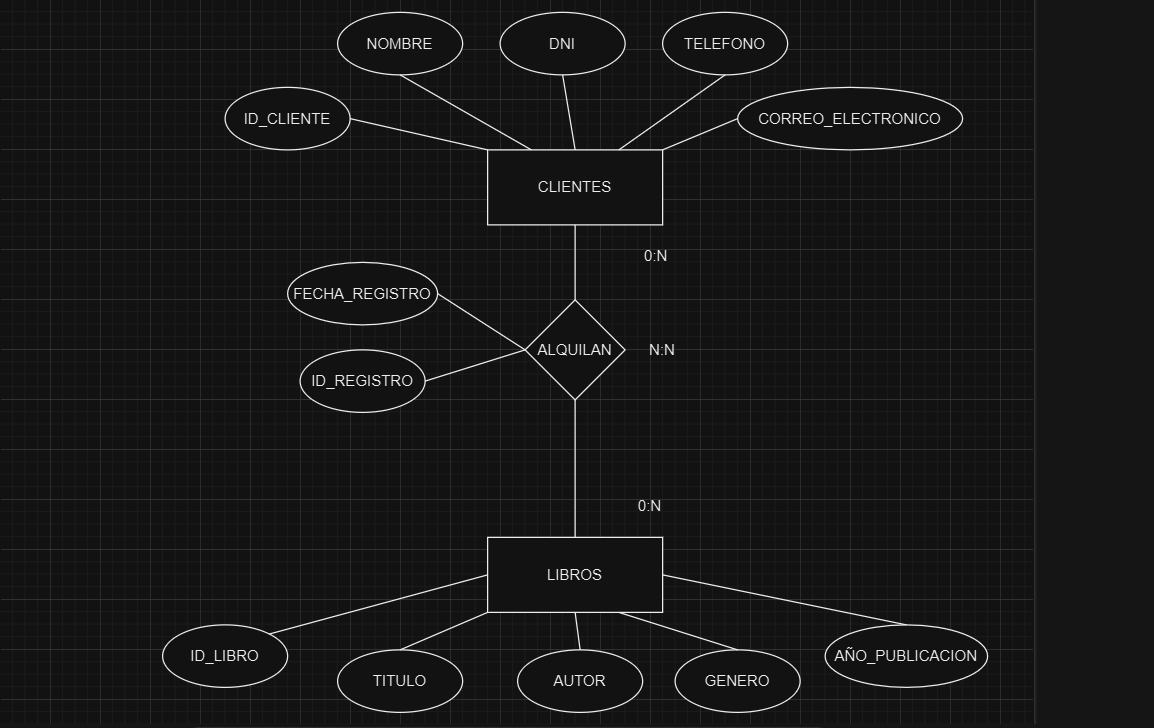 NOMBRE
DNI
TELEFONO
ID_CLIENTE
CORREO_ELECTRONICO
CLIENTES
0:N
FECHA_REGISTRO
ALQUILAN
N:N
ID_REGISTRO
0:N
LIBROS
ID_LIBRO
AÑO_PUBLICACION
TITULO
AUTOR
GENERO